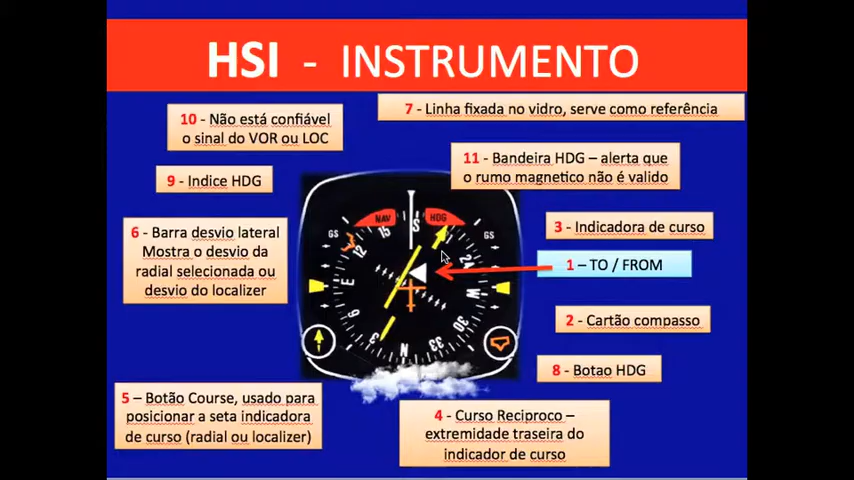 HSI - INSTRUMENTO
7 - Linha fixada no vidro, serve como referência
10 - Não está confiável
o sinal do VOR ou LOC
11 - Bandeira HDG – alerta que
o rumo magnetico não é valido
9 - Indice HDG
6 - Barra desvio lateral
Mostra o desvio da
radial selecionada ou
desvio do localizer
3 - Indicadora de curso
1 – TO / FROM
2 - Cartão compasso
8 - Botao HDG
5 – Botão Course, usado para
posicionar a seta indicadora
de curso (radial ou localizer)
4 - Curso Reciproco –
extremidade traseira do
indicador de curso
NAV
HDG
GS
GS
S
15
12
E
6
3
N
33
30
W
24